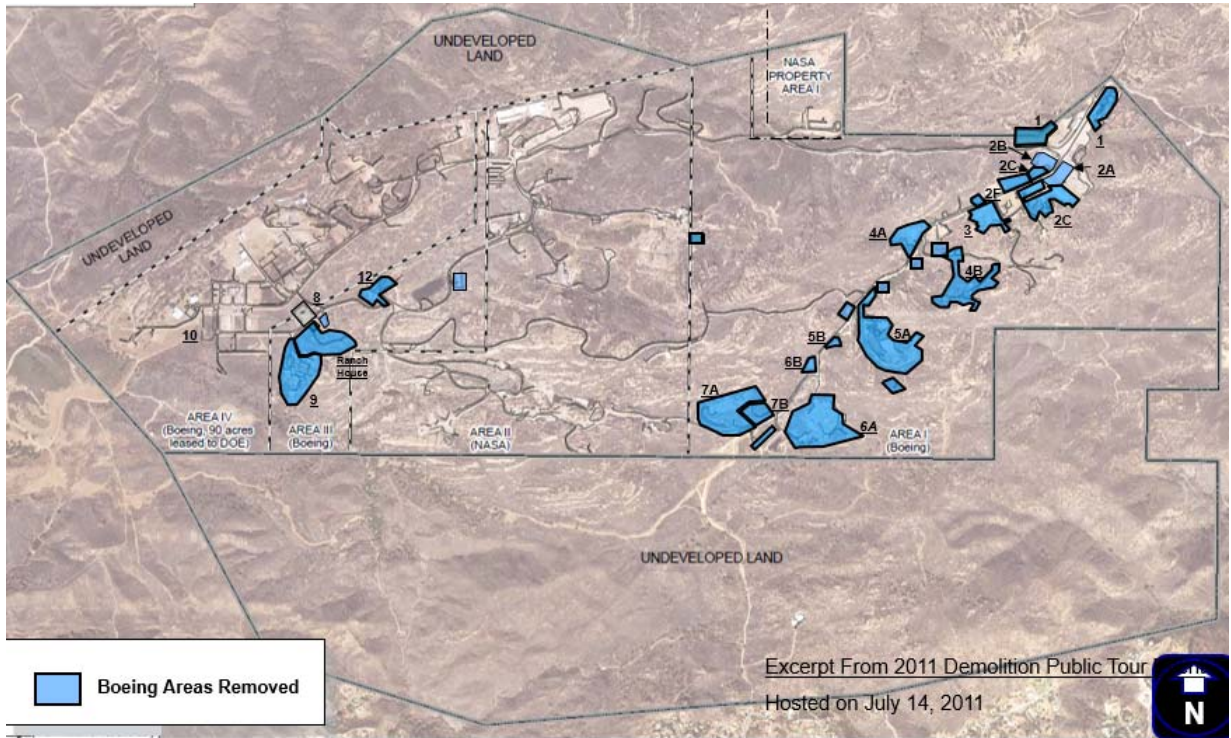 UNDEVELOPED
LAND
NASA
PROPERTY
AREA I
1
1
2B
2C
2A
2F
2C
3
4A
4B
UNDEVELOPED
LAND
12
8
10
5B
5A
Ranch
House
6B
9
7A
7B
6A
AREA IV
(Boeing, 90 acres
leased to DOE)
AREA III
(Boeing)
AREA II
(NASA)
AREA I
(Boeing)
UNDEVELOPED LAND
Boeing Areas Removed
Excerpt From 2011 Demolition Public Tour
Hosted on July 14, 2011
N